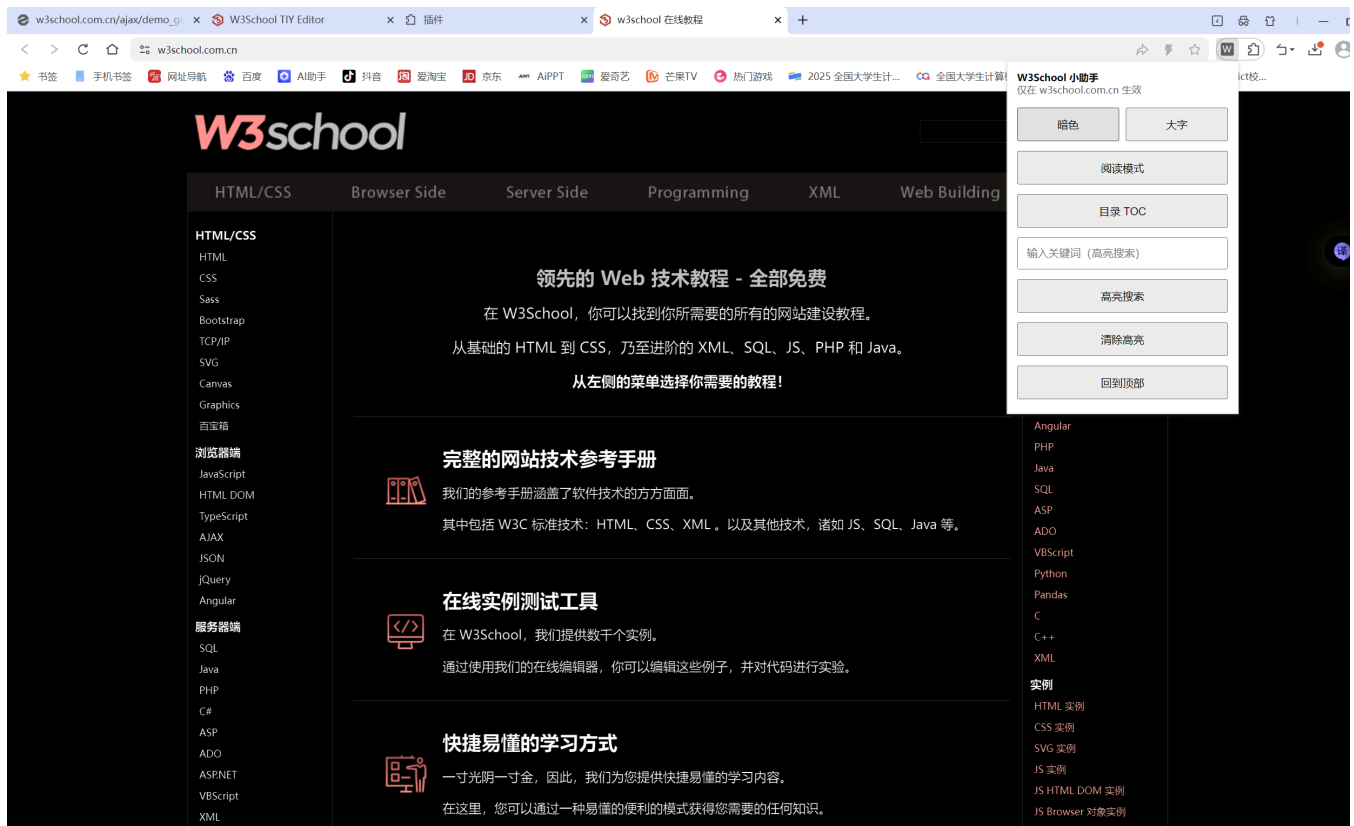 w3school.com.cn/ajax/demo_g
W3School TIY Editor
插件
w3school 在线教程
w3school.com.cn
书签
手机书签
网址导航
百度
AI助手
抖音
爱淘宝
JD 京东
AiPPT
爱奇艺
芒果TV
热门游戏
2025 全国大学生计...
全国大学生计算机
ict校...
W3School 小助手
仅在 w3school.com.cn 生效
暗色
大字
阅读模式
目录 TOC
输入关键词（高亮搜索）
高亮搜索
清除高亮
回到顶部
译
W3school
HTML/CSS
Browser Side
Server Side
Programming
XML
Web Building
HTML/CSS
HTML
CSS
Sass
Bootstrap
TCP/IP
SVG
Canvas
Graphics
百宝箱
浏览器端
JavaScript
HTML DOM
TypeScript
AJAX
JSON
jQuery
Angular
服务器端
SQL
Java
PHP
C#
ASP
ADO
ASP.NET
VBScript
XML
领先的 Web 技术教程 - 全部免费
在 W3School，你可以找到你所需要的所有的网站建设教程。
从基础的 HTML 到 CSS，乃至进阶的 XML、SQL、JS、PHP 和 Java。
从左侧的菜单选择你需要的教程！
完整的网站技术参考手册
我们的参考手册涵盖了软件技术的方方面面。
其中包括 W3C 标准技术：HTML、CSS、XML 。以及其他技术，诸如 JS、SQL、Java 等。
在线实例测试工具
在 W3School，我们提供数千个实例。
通过使用我们的在线编辑器，你可以编辑这些例子，并对代码进行实验。
快捷易懂的学习方式
一寸光阴一寸金，因此，我们为您提供快捷易懂的学习内容。
在这里，您可以通过一种易懂的便利的模式获得您需要的任何知识。
Angular
PHP
Java
SQL
ASP
ADO
VBScript
Python
Pandas
C
C++
XML
实例
HTML 实例
CSS 实例
SVG 实例
JS 实例
JS HTML DOM 实例
JS Browser 对象实例